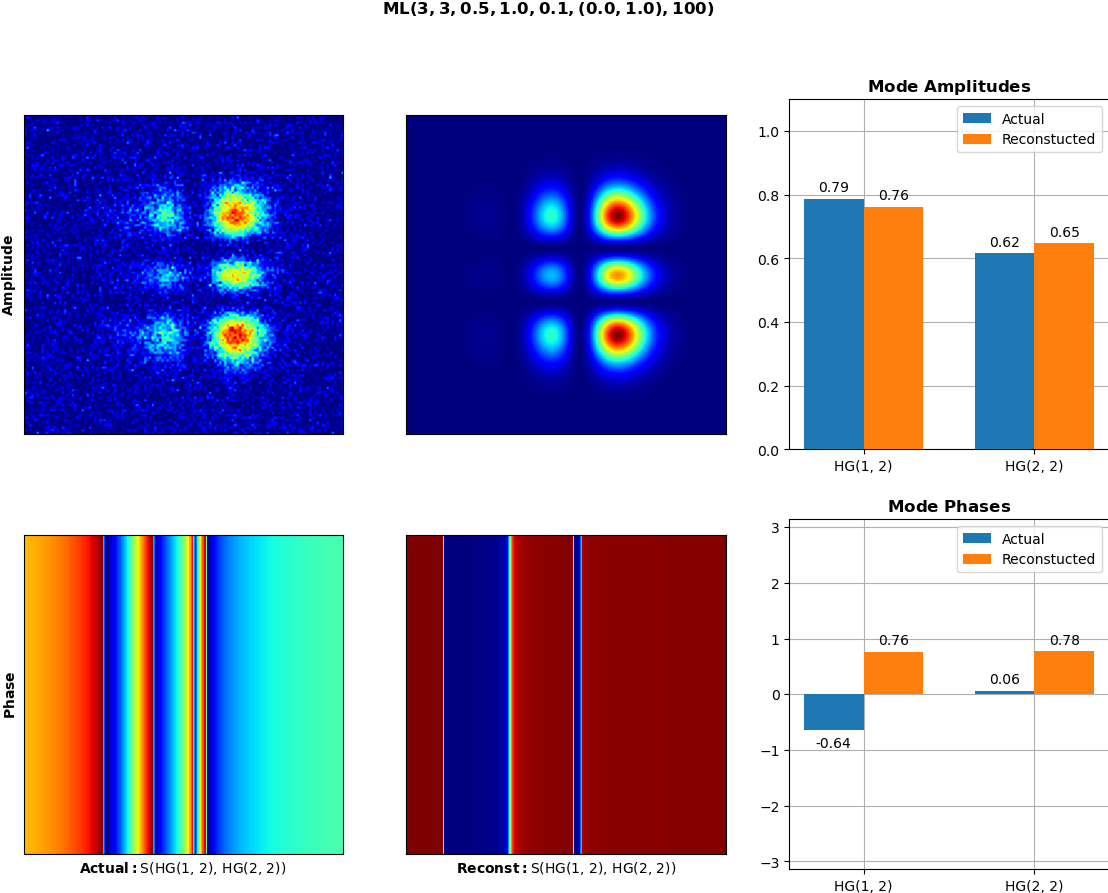 ML(3, 3, 0.5, 1.0, 0.1, (0.0, 1.0), 100)
Amplitude
Mode Amplitudes
Actual
Reconstucted
1.0
0.8
0.6
0.4
0.2
0.0
0.79
0.76
0.62
0.65
HG(1, 2)
HG(2, 2)
Phase
Actual: S(HG(1, 2), HG(2, 2))
Reconst: S(HG(1, 2), HG(2, 2))
Mode Phases
Actual
Reconstucted
3
2
1
0
−1
−2
−3
-0.64
0.76
0.06
0.78
HG(1, 2)
HG(2, 2)